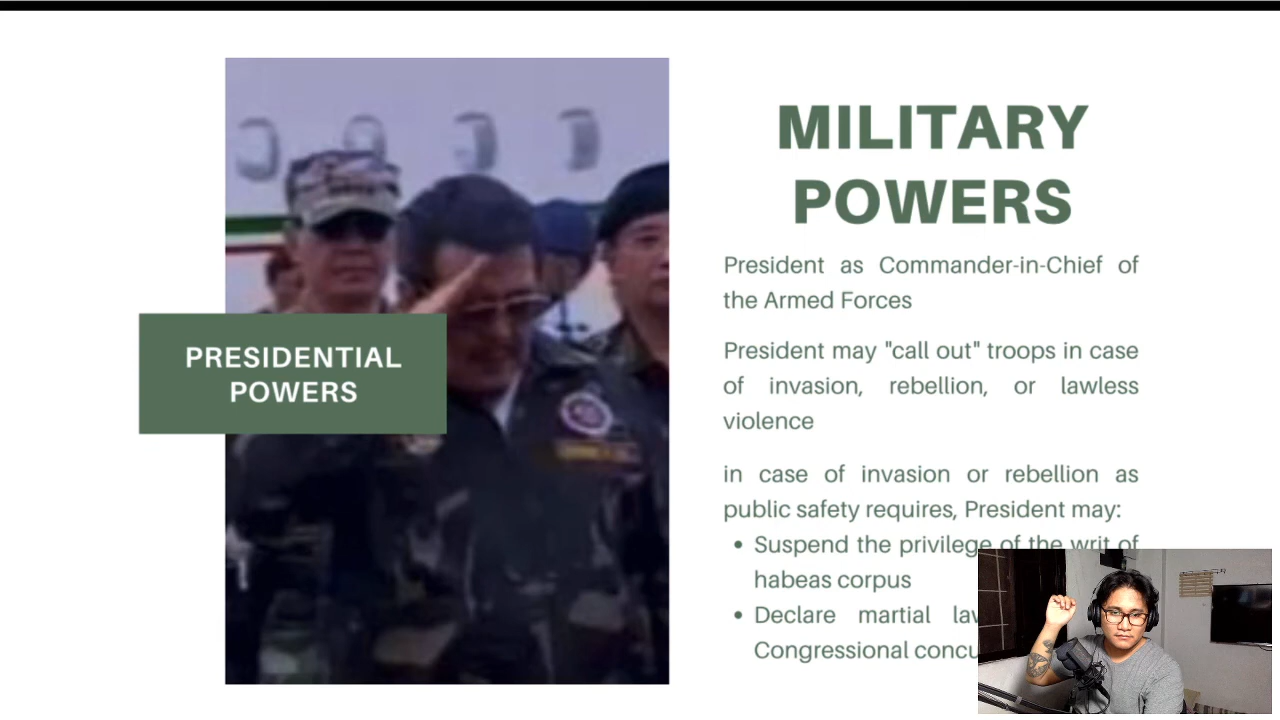 MILITARY
POWERS
President as Commander-in-Chief of
the Armed Forces
President may "call out" troops in case
of invasion, rebellion, or lawless
violence
in case of invasion or rebellion as
public safety requires, President may:
• Suspend the privilege of the writ of
habeas corpus
• Declare martial
Congressional
PRESIDENTIAL
POWERS